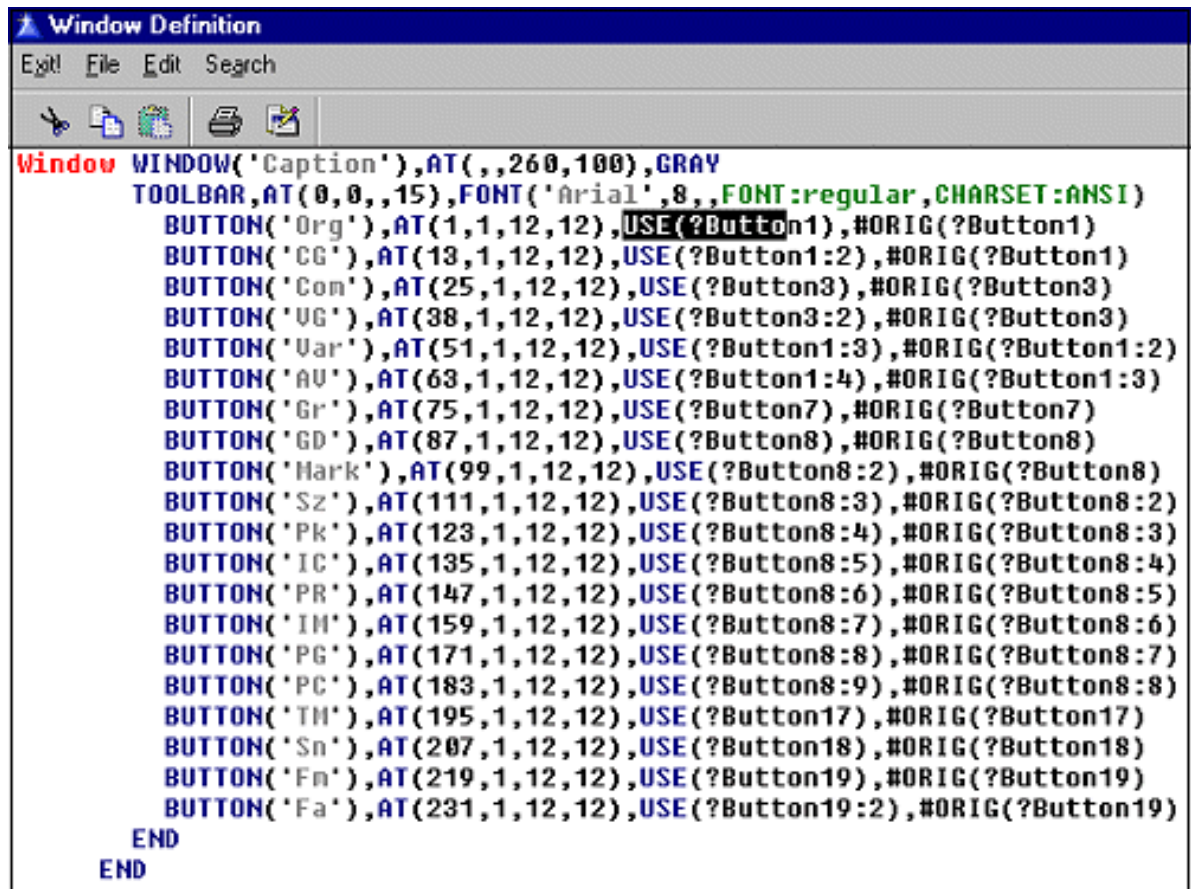 Window Definition
Exit! File Edit Search
Window WINDOW('Caption'),AT(,,260,100),GRAY
TOOLBAR,AT(0,0,,15),FONT('Arial',8,,FONT:regular,CHARSET:ANSI)
BUTTON('Org'),AT(1,1,12,12),USE(?Button1),#ORIG(?Button1)
BUTTON('CG'),AT(13,1,12,12),USE(?Button1:2),#ORIG(?Button1)
BUTTON('Com'),AT(25,1,12,12),USE(?Button3),#ORIG(?Button3)
BUTTON('VG'),AT(38,1,12,12),USE(?Button3:2),#ORIG(?Button3)
BUTTON('Var'),AT(51,1,12,12),USE(?Button1:3),#ORIG(?Button1:2)
BUTTON('AV'),AT(63,1,12,12),USE(?Button1:4),#ORIG(?Button1:3)
BUTTON('Gr'),AT(75,1,12,12),USE(?Button7),#ORIG(?Button7)
BUTTON('GD'),AT(87,1,12,12),USE(?Button8),#ORIG(?Button8)
BUTTON('Mark'),AT(99,1,12,12),USE(?Button8:2),#ORIG(?Button8)
BUTTON('Sz'),AT(111,1,12,12),USE(?Button8:3),#ORIG(?Button8:2)
BUTTON('Pk'),AT(123,1,12,12),USE(?Button8:4),#ORIG(?Button8:3)
BUTTON('IC'),AT(135,1,12,12),USE(?Button8:5),#ORIG(?Button8:4)
BUTTON('PR'),AT(147,1,12,12),USE(?Button8:6),#ORIG(?Button8:5)
BUTTON('IM'),AT(159,1,12,12),USE(?Button8:7),#ORIG(?Button8:6)
BUTTON('PG'),AT(171,1,12,12),USE(?Button8:8),#ORIG(?Button8:7)
BUTTON('PC'),AT(183,1,12,12),USE(?Button8:9),#ORIG(?Button8:8)
BUTTON('TM'),AT(195,1,12,12),USE(?Button17),#ORIG(?Button17)
BUTTON('Sn'),AT(207,1,12,12),USE(?Button18),#ORIG(?Button18)
BUTTON('Fm'),AT(219,1,12,12),USE(?Button19),#ORIG(?Button19)
BUTTON('Fa'),AT(231,1,12,12),USE(?Button19:2),#ORIG(?Button19)
END
END